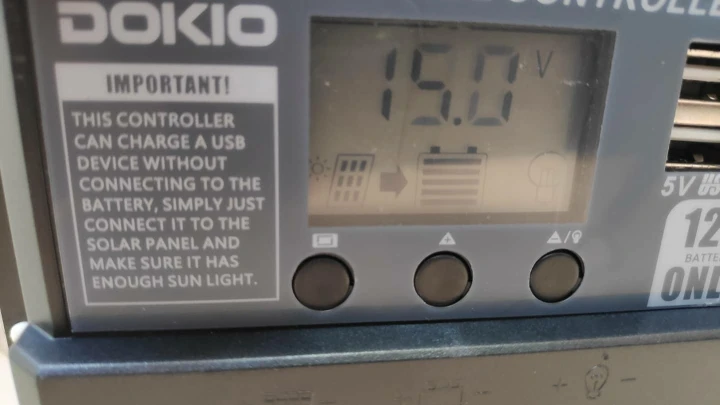 DOKIO
IMPORTANT!
THIS CONTROLLER
CAN CHARGE A USB
DEVICE WITHOUT
CONNECTING TO THE
BATTERY, SIMPLY JUST
CONNECT IT TO THE
SOLAR PANEL AND
MAKE SURE IT HAS
ENOUGH SUN LIGHT.
15.0 V
5V
12